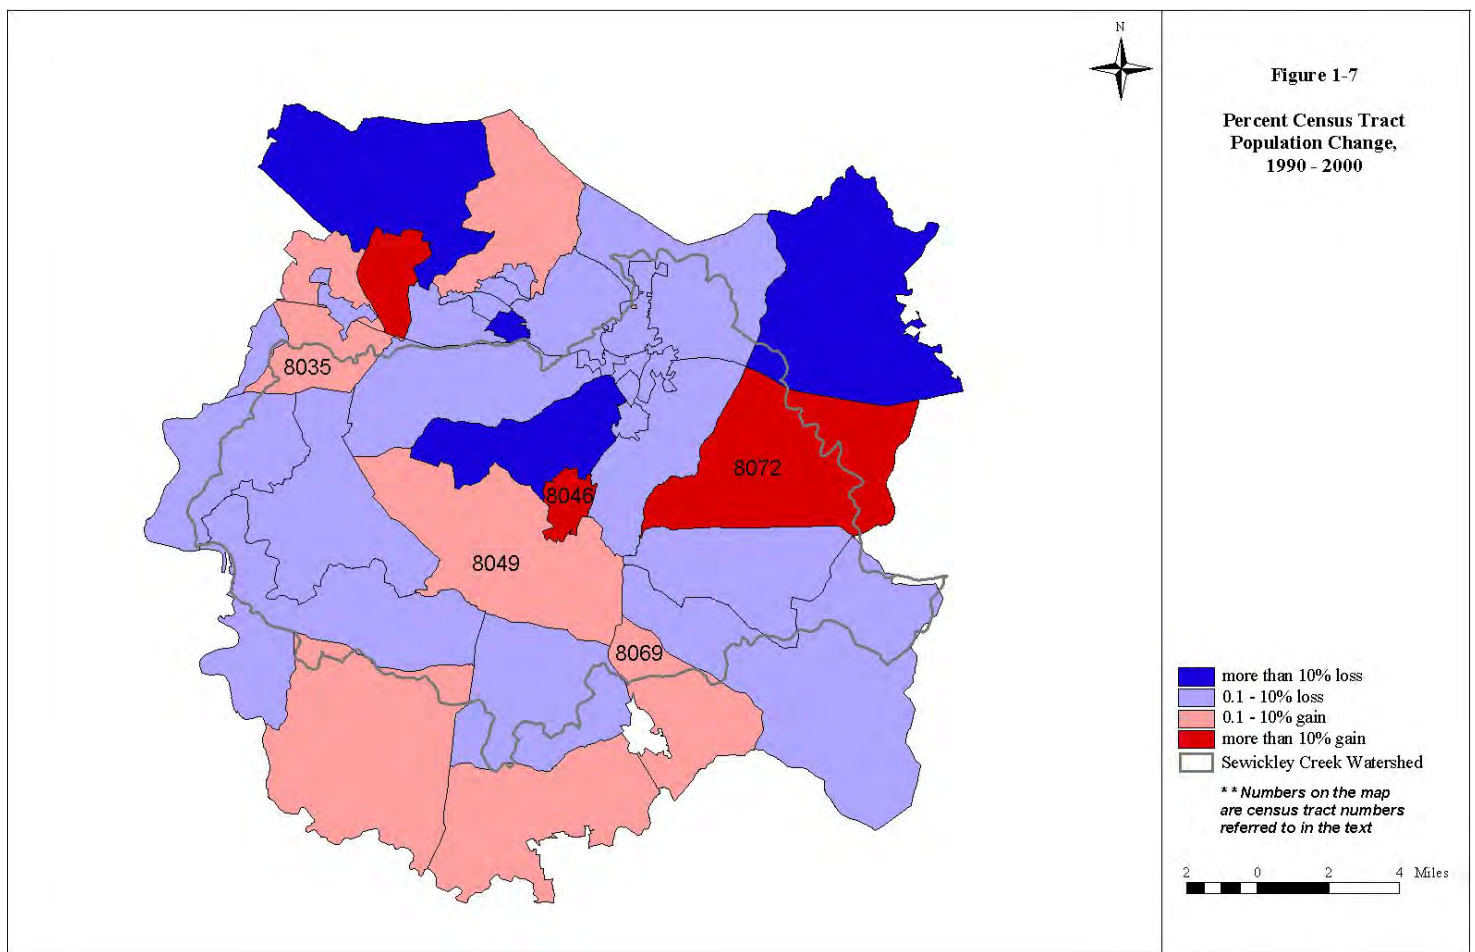 N
Figure 1-7
Percent Census Tract
Population Change,
1990 - 2000
8035
8072
8046
8049
8069
more than 10% loss
0.1 - 10% loss
0.1 - 10% gain
more than 10% gain
Sewickley Creek Watershed
* * Numbers on the map
are census tract numbers
referred to in the text
2 0 2 4 Miles